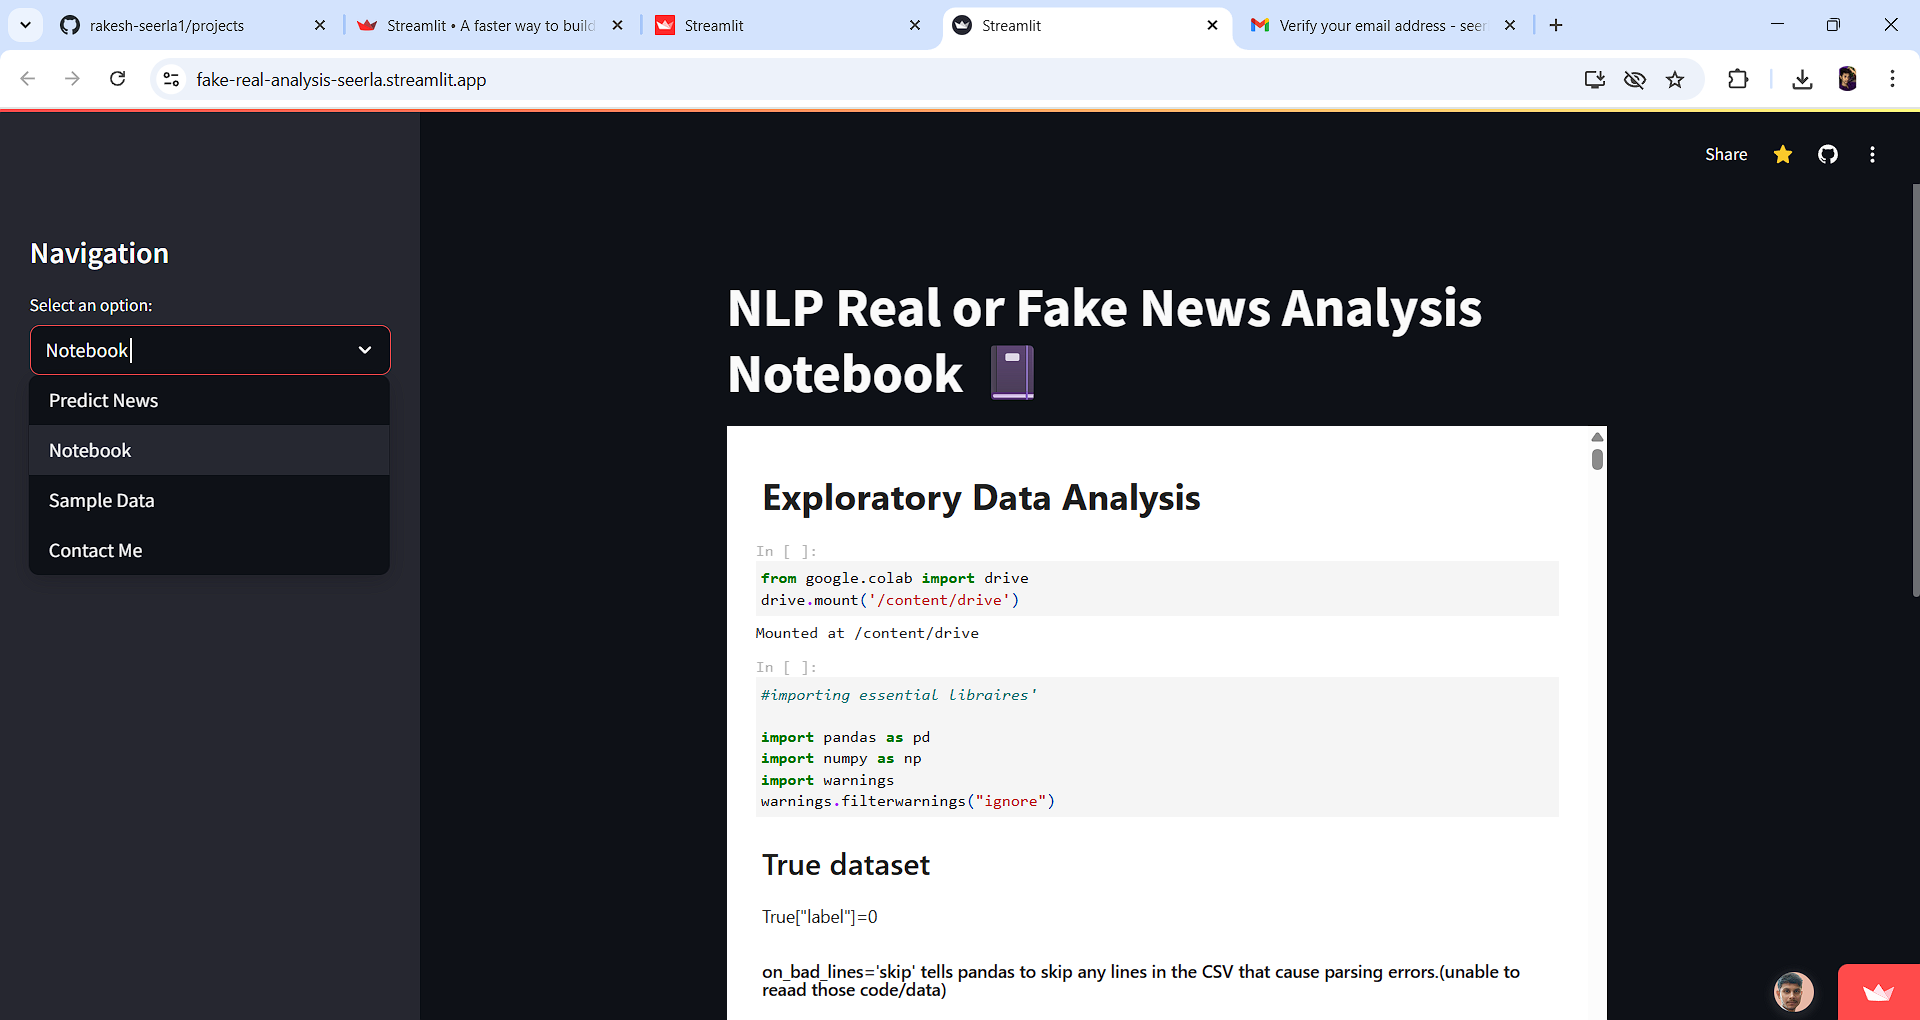 rakesh-seerla1/projects
Streamlit • A faster way to build
Streamlit
Streamlit
Verify your email address - seer
fake-real-analysis-seerla.streamlit.app
Share
Navigation
Select an option:
Notebook
Predict News
Notebook
Sample Data
Contact Me
NLP Real or Fake News Analysis
Notebook
Exploratory Data Analysis
In [ ]:
from google.colab import drive
drive.mount('/content/drive')
Mounted at /content/drive
In [ ]:
#importing essential libraires'
import pandas as pd
import numpy as np
import warnings
warnings.filterwarnings("ignore")
True dataset
True["label"]=0
on_bad_lines='skip' tells pandas to skip any lines in the CSV that cause parsing errors.(unable to
reaad those code/data)